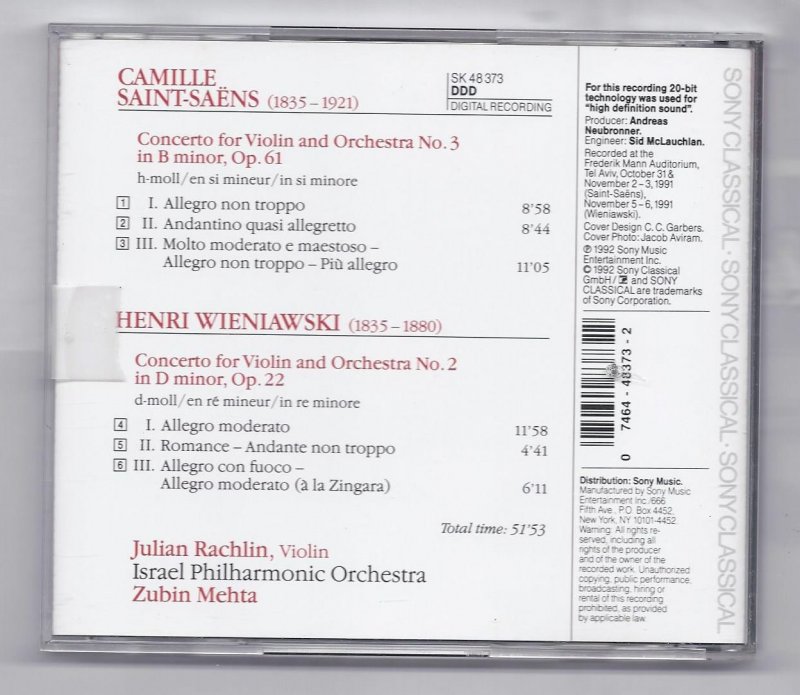 CAMILLE
SAINT-SAËNS (1835–1921)
SK 48 373
DDD
DIGITAL RECORDING
Concerto for Violin and Orchestra No. 3
in B minor, Op. 61
h-moll/en si mineur/in si minore
1 I. Allegro non troppo 8'58
2 II. Andantino quasi allegretto 8'44
3 III. Molto moderato e maestoso –
Allegro non troppo – Più allegro 11'05
HENRI WIENIAWSKI (1835–1880)
Concerto for Violin and Orchestra No. 2
in D minor, Op. 22
d-moll/en ré mineur/in re minore
4 I. Allegro moderato 11'58
5 II. Romance – Andante non troppo 4'41
6 III. Allegro con fuoco –
Allegro moderato (à la Zingara) 6'11
Total time: 51'53
Julian Rachlin, Violin
Israel Philharmonic Orchestra
Zubin Mehta
For this recording 20-bit
technology was used for
"high definition sound".
Producer: Andreas
Neubronner.
Engineer: Sid McLauchlan.
Recorded at the
Frederik Mann Auditorium,
Tel Aviv, October 31 &
November 2–3, 1991
(Saint-Saëns),
November 5–6, 1991
(Wieniawski).
Cover Design C. C. Garbers.
Cover Photo: Jacob Aviram.
℗ 1992 Sony Music
Entertainment Inc.
© 1992 Sony Classical
GmbH/ and SONY
CLASSICAL are trademarks
of Sony Corporation.
0 7464-48373-2
Distribution: Sony Music.
Manufactured by Sony Music
Entertainment Inc./666
Fifth Ave., P.O. Box 4452,
New York, NY 10101-4452.
Warning: All rights re-
served, including all
rights of the producer
and of the owner of the
recorded work. Unauthorized
copying, public performance,
broadcasting, hiring or
rental of this recording
prohibited, as provided
by applicable law.
SONY CLASSICAL · SONY CLASSICAL · SONY CLASSICAL